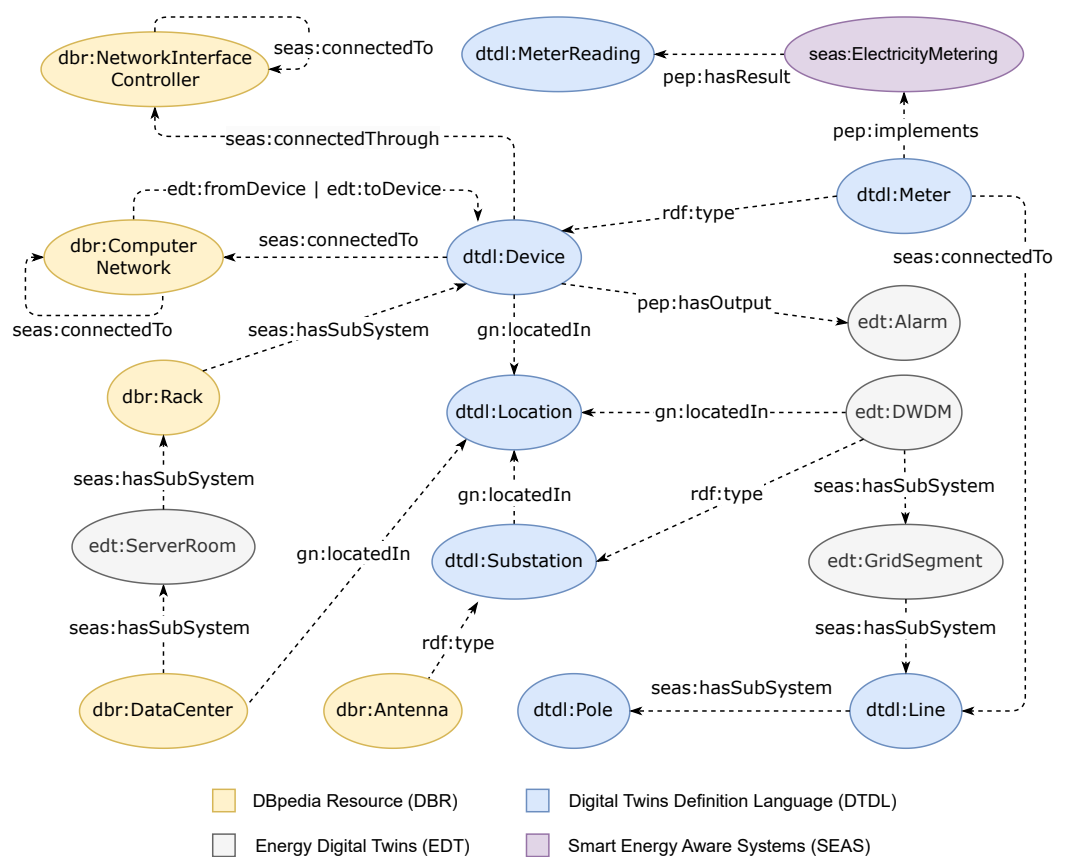 seas:connectedTo
dbr:NetworkInterface
Controller
dtdl:MeterReading
seas:ElectricityMetering
pep:hasResult
seas:connectedThrough
pep:implements
edt:fromDevice | edt:toDevice
dtdl:Meter
rdf:type
dbr:Computer
Network
seas:connectedTo
dtdl:Device
seas:connectedTo
pep:hasOutput
seas:connectedTo
seas:hasSubSystem
gn:locatedIn
edt:Alarm
dbr:Rack
dtdl:Location
gn:locatedIn
edt:DWDM
seas:hasSubSystem
gn:locatedIn
rdf:type
seas:hasSubSystem
edt:ServerRoom
gn:locatedIn
dtdl:Substation
edt:GridSegment
seas:hasSubSystem
rdf:type
seas:hasSubSystem
seas:hasSubSystem
dbr:DataCenter
dbr:Antenna
dtdl:Pole
dtdl:Line
DBpedia Resource (DBR)
Digital Twins Definition Language (DTDL)
Energy Digital Twins (EDT)
Smart Energy Aware Systems (SEAS)